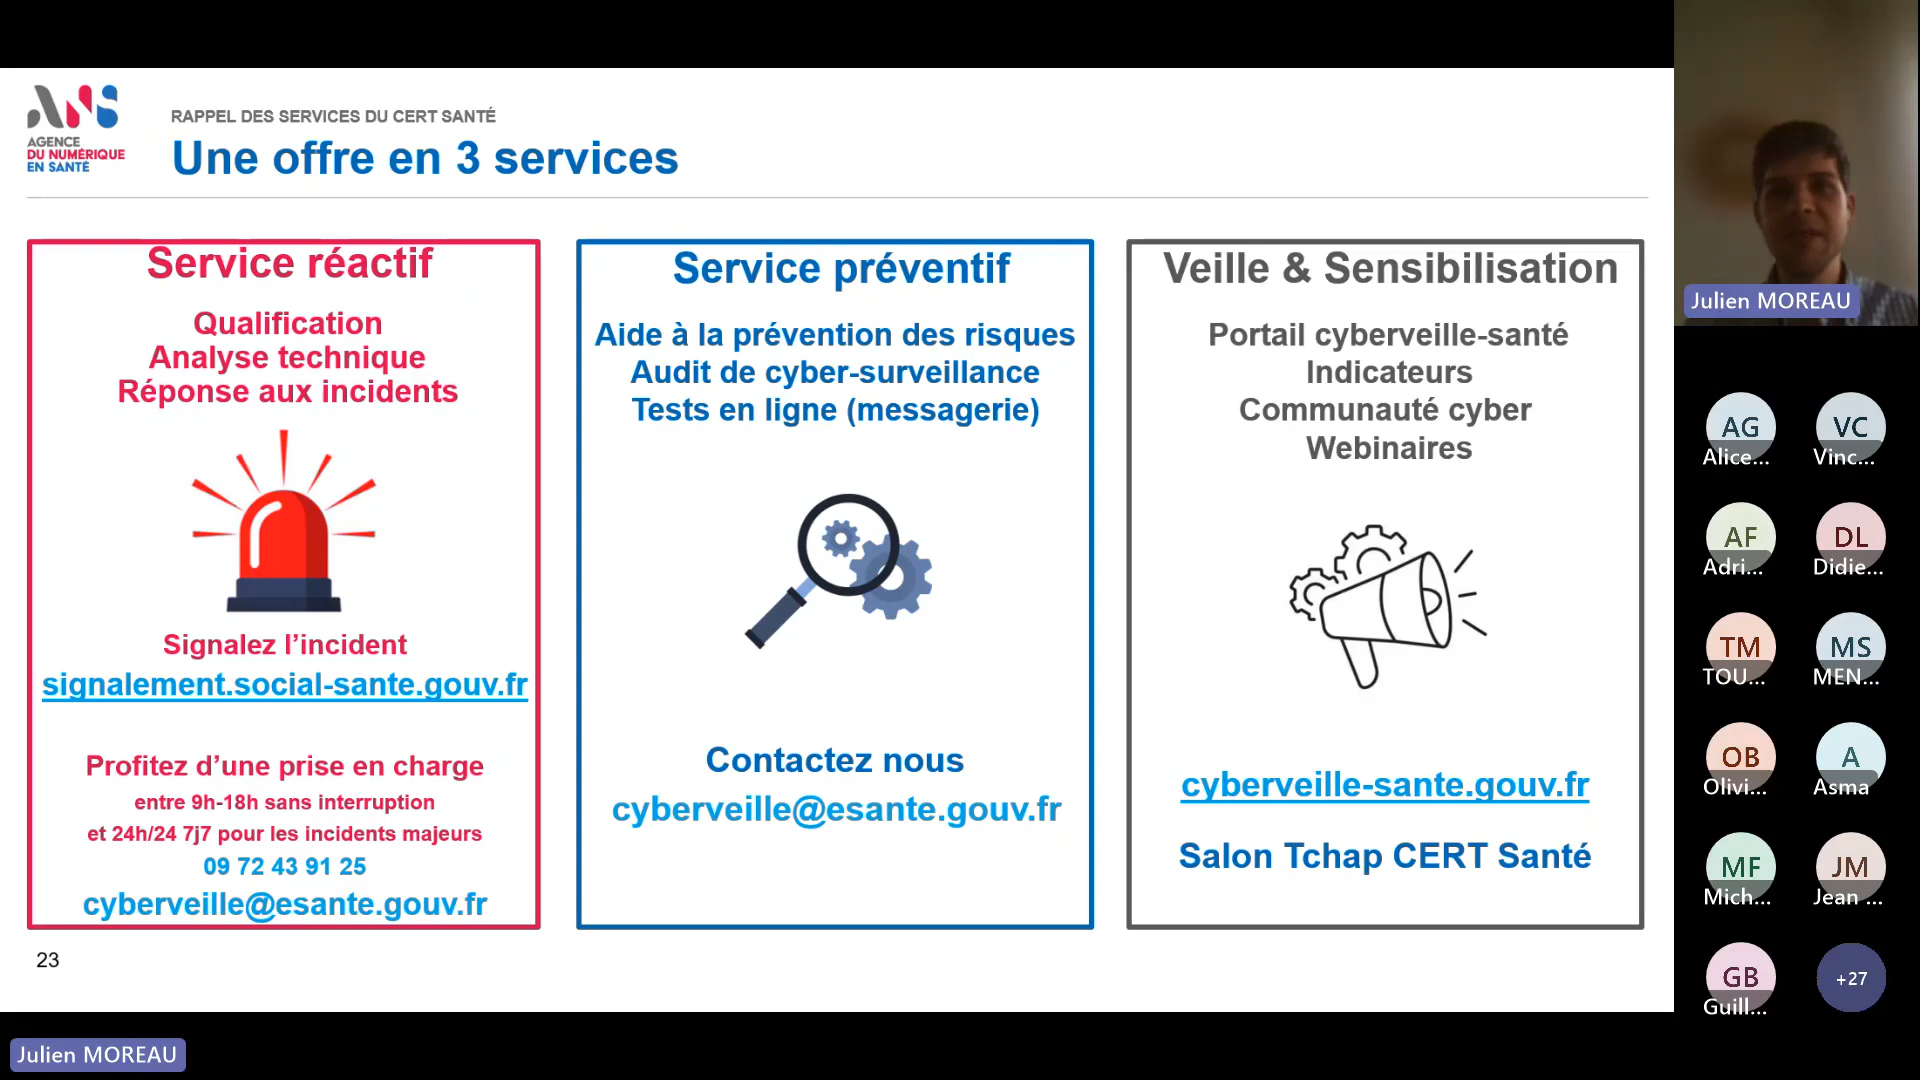 ANS
AGENCE
DU NUMÉRIQUE
EN SANTÉ
RAPPEL DES SERVICES DU CERT SANTÉ
Une offre en 3 services
Service réactif
Qualification
Analyse technique
Réponse aux incidents
Signalez l’incident
signalement.social-sante.gouv.fr
Profitez d’une prise en charge
entre 9h-18h sans interruption
et 24h/24 7j7 pour les incidents majeurs
09 72 43 91 25
cyberveille@esante.gouv.fr
Service préventif
Aide à la prévention des risques
Audit de cyber-surveillance
Tests en ligne (messagerie)
Contactez nous
cyberveille@esante.gouv.fr
Veille & Sensibilisation
Portail cyberveille-santé
Indicateurs
Communauté cyber
Webinaires
cyberveille-sante.gouv.fr
Salon Tchap CERT Santé
23
Julien MOREAU
Julien MOREAU
AG
Alice...
VC
Vinc...
AF
Adri...
DL
Didie...
TM
TOU...
MS
MEN...
OB
Olivi...
A
Asma
MF
Mich...
JM
Jean ...
GB
Guill...
+27